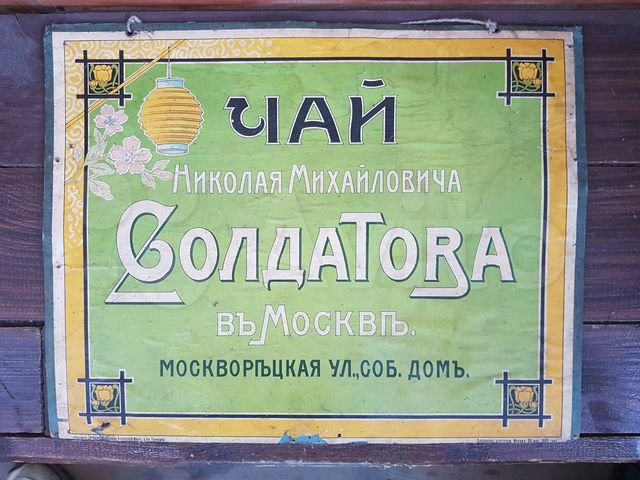 ЧАЙ
НИКОЛАЯ МИХАЙЛОВИЧА
СОЛДАТОВА
ВЪ МОСКВѢ.
МОСКВОРѢЦКАЯ УЛ., СОБ. ДОМЪ.